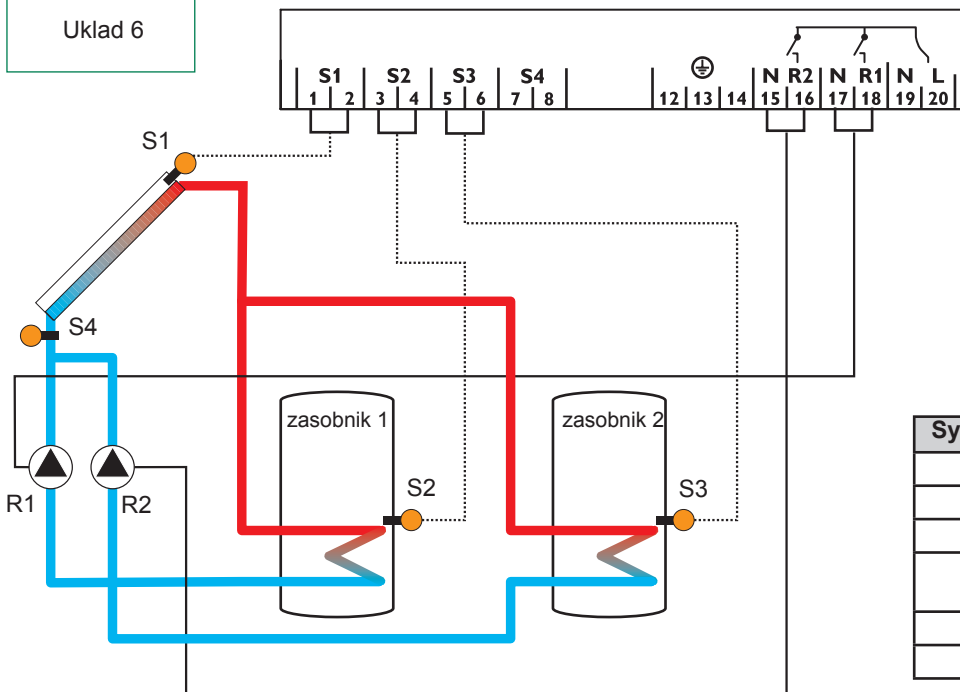 Uklad 6
S1 S2 S3 S4 N R2 N R1 N L
1 2 3 4 5 6 7 8 12 13 14 15 16 17 18 19 20
S1
S4
zasobnik 1 zasobnik 2
Sy
R1 R2
S2 S3